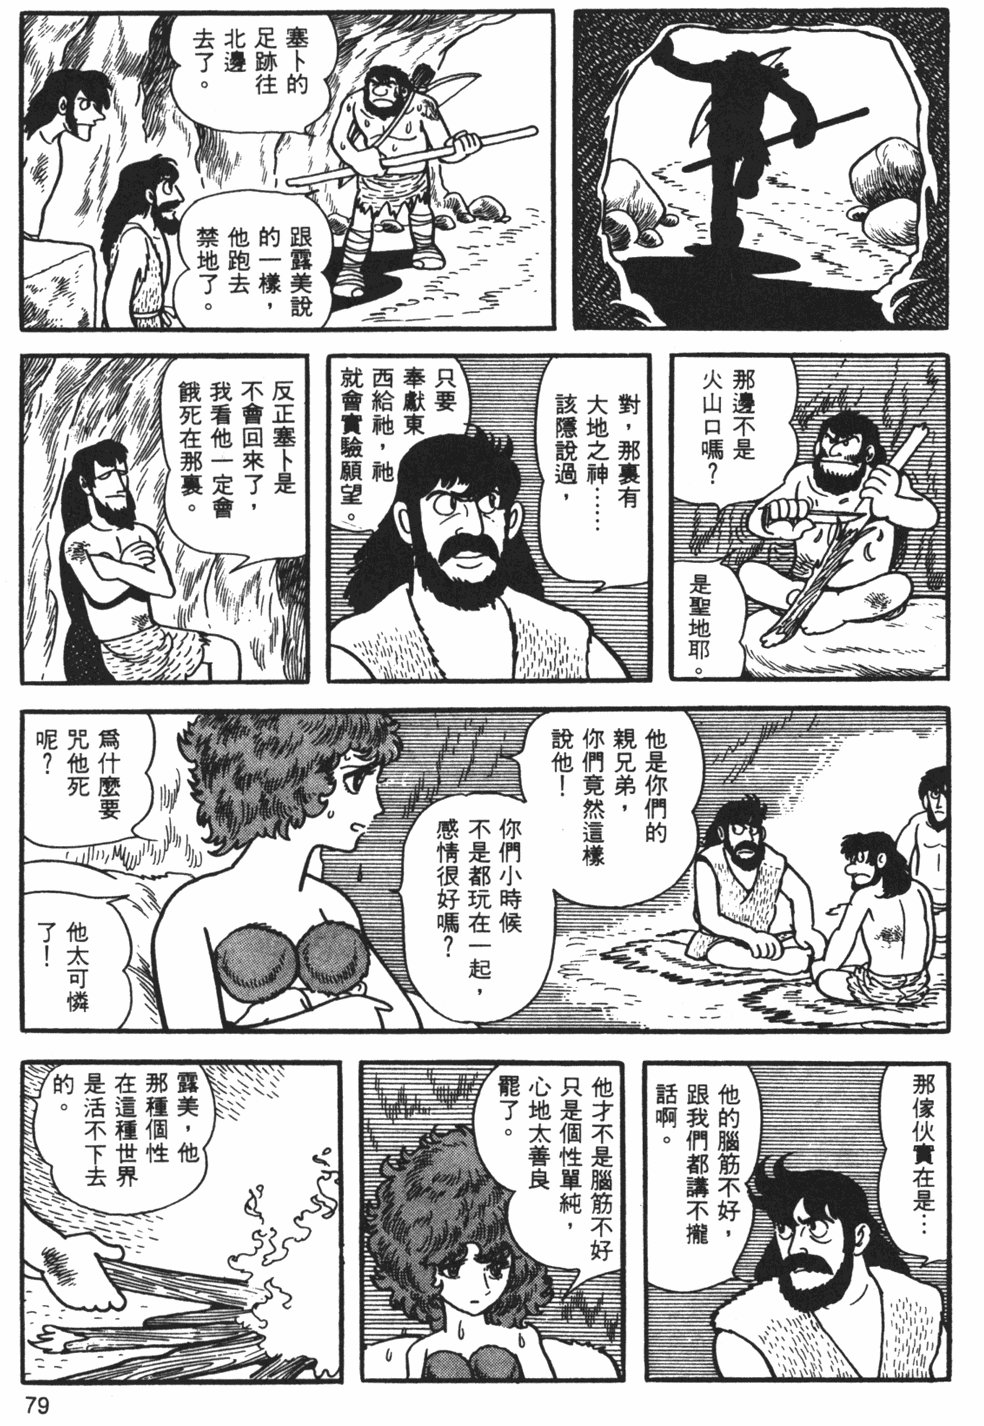 塞卜的
足跡往
北邊
去了。
跟露美說
的一樣，
他跑去
禁地了。
那邊不是
火山口嗎？
是聖地耶。
對，那裏有
大地之神……
該隱說過，
只要
奉獻東
西給祂，祂
就會實驗願望。
反正塞卜是
不會回來了，
我看他一定會
餓死在那裏。
他是你們的
親兄弟，
你們竟然這樣
說他！
你們小時候
不是都玩在一起，
感情很好嗎？
爲什麼要
咒他死
呢？
他太可憐
了！
那傢伙實在是…
他的腦筋不好，
跟我們都講不攏
話啊。
他才不是腦筋不好
只是個性單純，
心地太善良
罷了。
露美，他
那種個性
在這種世界
是活不下去
的。
79